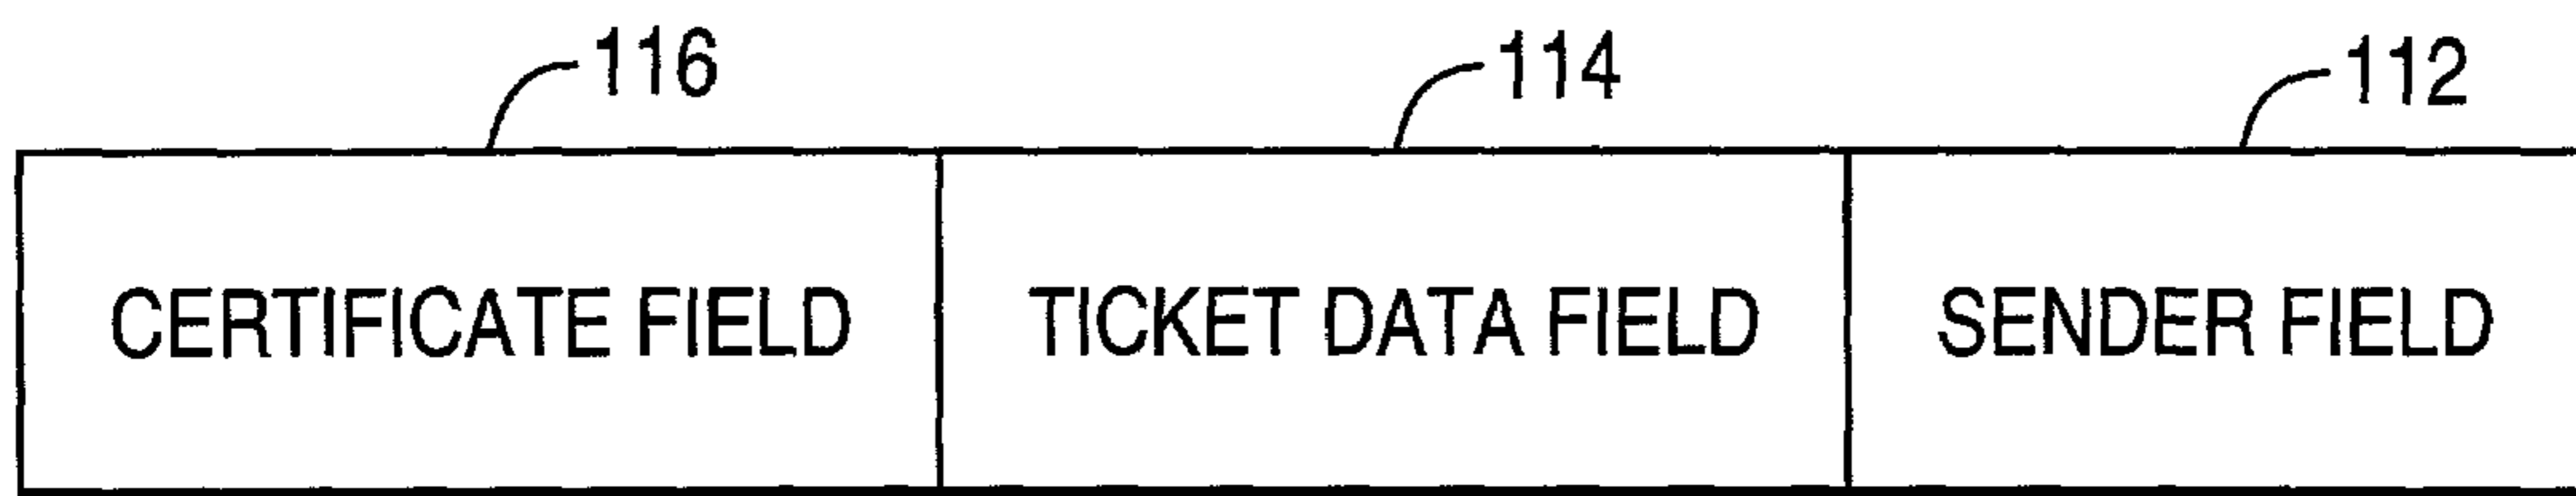 116 114 112
CERTIFICATE FIELD TICKET DATA FIELD SENDER FIELD